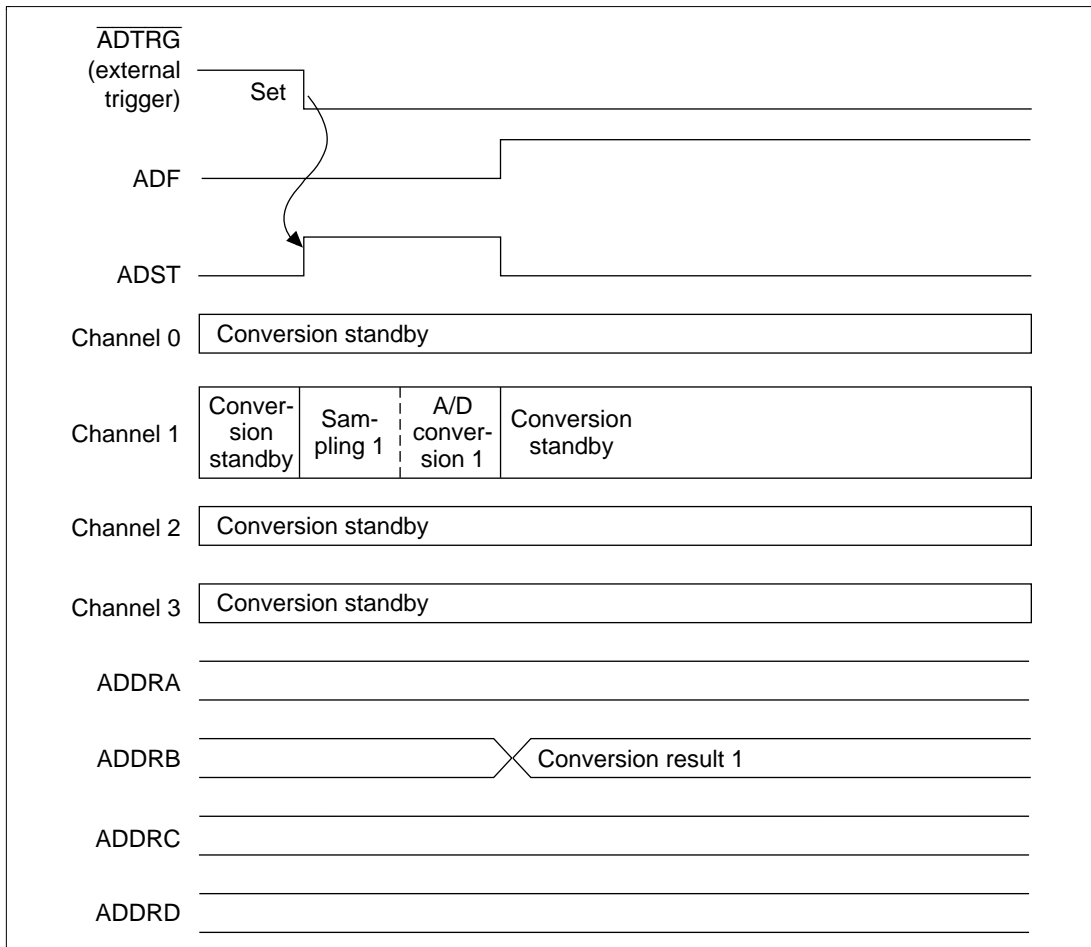 ADTRG
(external
trigger)
Set
ADF
ADST
Channel 0
Conversion standby
Channel 1
Conver-
sion
standby
Sam-
pling 1
A/D
conver-
sion 1
Conversion
standby
Channel 2
Conversion standby
Channel 3
Conversion standby
ADDRA
ADDRB
Conversion result 1
ADDRC
ADDRD